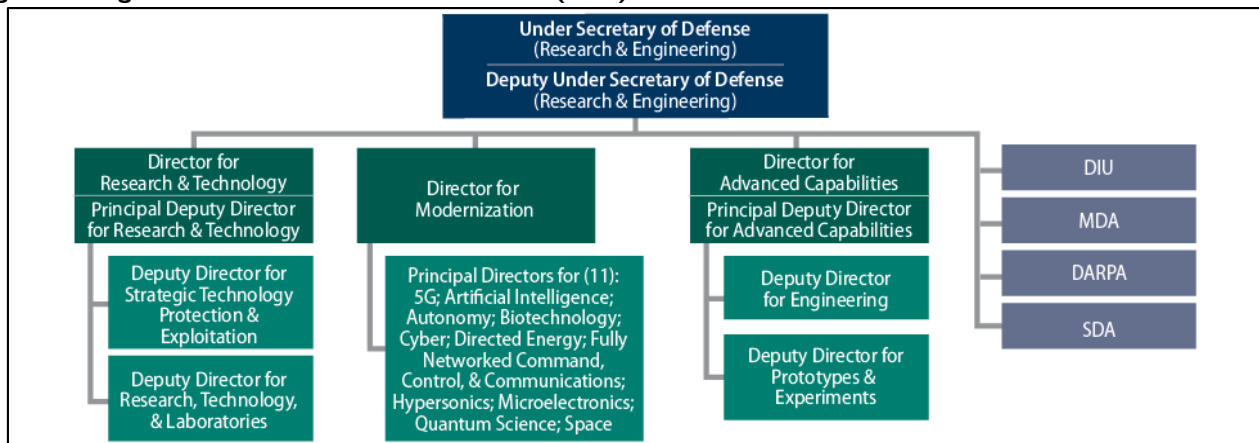 Under Secretary of Defense
(Research & Engineering)
Deputy Under Secretary of Defense
(Research & Engineering)
Director for
Research & Technology
Principal Deputy Director
for Research & Technology
Deputy Director for
Strategic Technology
Protection &
Exploitation
Deputy Director for
Research, Technology,
& Laboratories
Director for
Modernization
Principal Directors for (11):
5G; Artificial Intelligence;
Autonomy; Biotechnology;
Cyber; Directed Energy; Fully
Networked Command,
Control, & Communications;
Hypersonics; Microelectronics;
Quantum Science; Space
Director for
Advanced Capabilities
Principal Deputy Director
for Advanced Capabilities
Deputy Director
for Engineering
Deputy Director for
Prototypes &
Experiments
DIU
MDA
DARPA
SDA